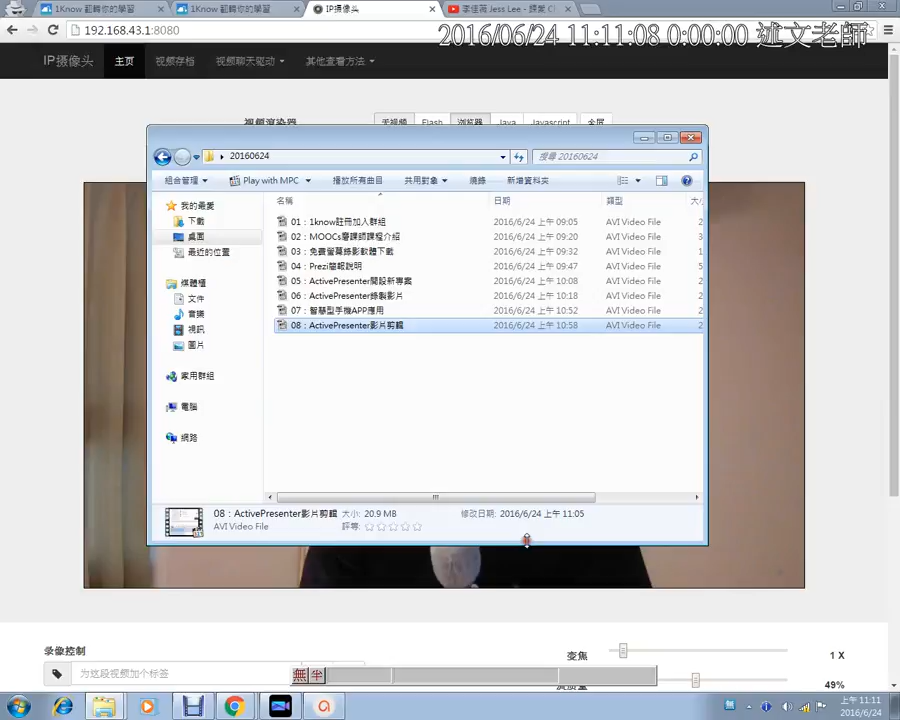 1Know 翻轉你的學習
1Know 翻轉你的學習
IP摄像头
李佳薇 Jess Lee - 煎熬
192.168.43.1:8080
2016/06/24 11:11:08 0:00:00 述文老師
IP摄像头
主页
视频存档
视频聊天驱动
其他查看方法
视频渲染器
Flash
浏览器
Java
Javascript
全屏
20160624
搜尋 20160624
組合管理
Play with MPC
播放所有曲目
共用對象
燒錄
新增資料夾
名稱
日期
類型
我的最愛
下載
桌面
最近的位置
媒體櫃
文件
音樂
視訊
圖片
家用群組
電腦
網路
01：1know註冊加入群組 2016/6/24 上午 09:05 AVI Video File
02：MOOCs磨課師課程介紹 2016/6/24 上午 09:20 AVI Video File
03：免費螢幕錄影軟體下載 2016/6/24 上午 09:32 AVI Video File
04：Prezi簡報說明 2016/6/24 上午 09:47 AVI Video File
05：ActivePresenter開設新專案 2016/6/24 上午 10:08 AVI Video File
06：ActivePresenter錄製影片 2016/6/24 上午 10:18 AVI Video File
07：智慧型手機APP應用 2016/6/24 上午 10:52 AVI Video File
08：ActivePresenter影片剪輯 2016/6/24 上午 10:58 AVI Video File
08：ActivePresenter影片剪輯 大小: 20.9 MB 修改日期: 2016/6/24 上午 11:05
AVI Video File 評等:
录像控制
为这段视频加个标签
变焦
1 X
49%
無 半
上午 11:11
2016/6/24